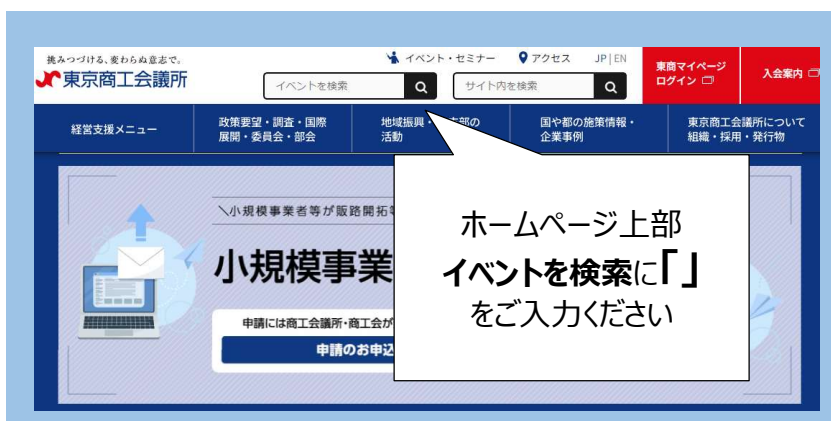 挑みつづける、変わらぬ意志で。
東京商工会議所
イベント・セミナー
アクセス
JP|EN
イベントを検索
サイト内を検索
東商マイページ
ログイン
入会案内
経営支援メニュー
政策要望・調査・国際
展開・委員会・部会
地域振興・
部の
活動
国や都の施策情報・
企業事例
東京商工会議所について
組織・採用・発行物
＼小規模事業者等が販路開拓
小規模事業
申請には商工会議所・商工会が
申請のお申込
ホームページ上部
イベントを検索に「」
をご入力ください